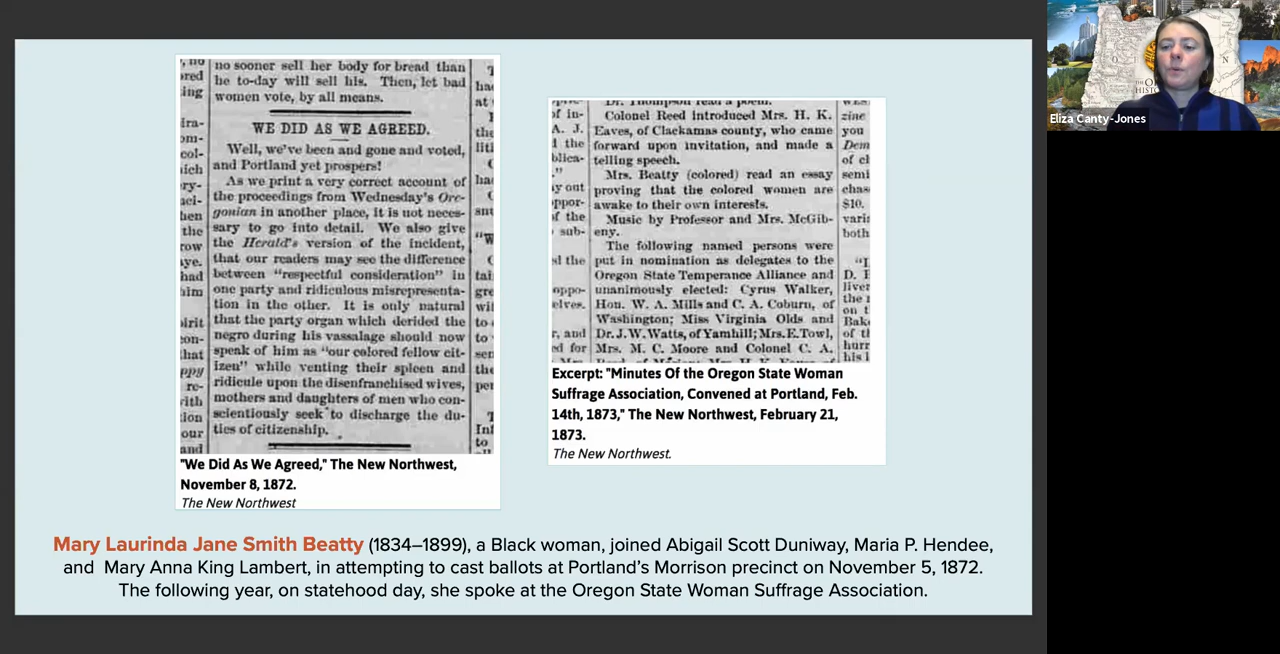 no sooner sell her body for bread than
he to-day will sell his. Then, let bad
women vote, by all means.
WE DID AS WE AGREED.
Well, we've been and gone and voted,
and Portland yet prospers!
As we print a very correct account of
the proceedings from Wednesday's Ore-
gonian in another place, it is not neces-
sary to go into detail. We also give
the Herald's version of the incident,
that our readers may see the difference
between "respectful consideration" in
one party and ridiculous misrepresenta-
tion in the other. It is only natural
that the party organ which derided the
negro during his vassalage should now
speak of him as "our colored fellow cit-
izen" while venting their spleen and
ridicule upon the disenfranchised wives,
mothers and daughters of men who con-
scientiously seek to discharge the du-
ties of citizenship.
"We Did As We Agreed," The New Northwest,
November 8, 1872.
The New Northwest
Dr. Thompson read a poem.
Colonel Reed introduced Mrs. H. K.
Eaves, of Clackamas county, who came
forward upon invitation, and made a
telling speech.
Mrs. Beatty (colored) read an essay
proving that the colored women are
awake to their own interests.
Music by Professor and Mrs. McGib-
eny.
The following named persons were
put in nomination as delegates to the
Oregon State Temperance Alliance and
unanimously elected: Cyrus Walker,
Hon. W. A. Mills and C. A. Coburn, of
Washington; Miss Virginia Olds and
Dr. J. W. Watts, of Yamhill; Mrs. E. Towl,
Mrs. M. C. Moore and Colonel C. A.
Excerpt: "Minutes Of the Oregon State Woman
Suffrage Association, Convened at Portland, Feb.
14th, 1873," The New Northwest, February 21,
1873.
The New Northwest.
Mary Laurinda Jane Smith Beatty (1834–1899), a Black woman, joined Abigail Scott Duniway, Maria P. Hendee,
and Mary Anna King Lambert, in attempting to cast ballots at Portland's Morrison precinct on November 5, 1872.
The following year, on statehood day, she spoke at the Oregon State Woman Suffrage Association.
Eliza Canty-Jones